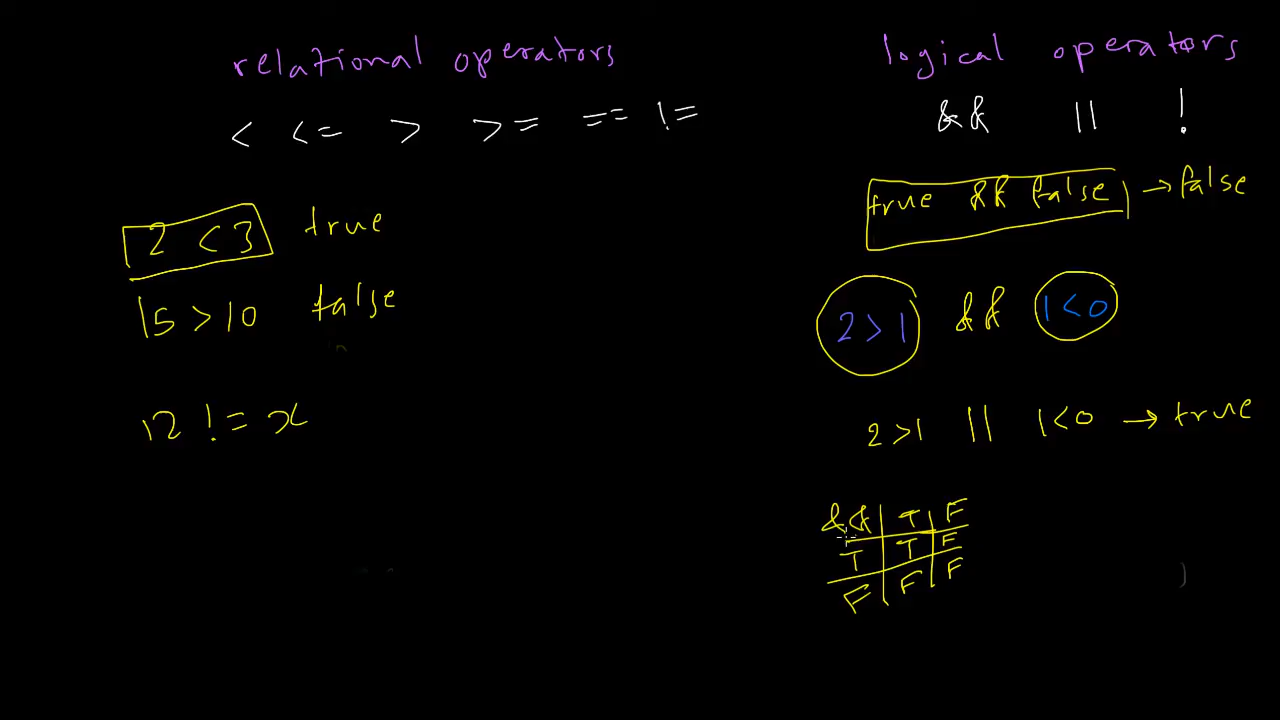 relational operators
< <= > >= == !=
2 < 3 true
15 > 10 false
12 != x
logical operators
&& || !
true && false → false
2 > 1 && 1 < 0
2 > 1 || 1 < 0 → true
&& T F
T T F
F F F